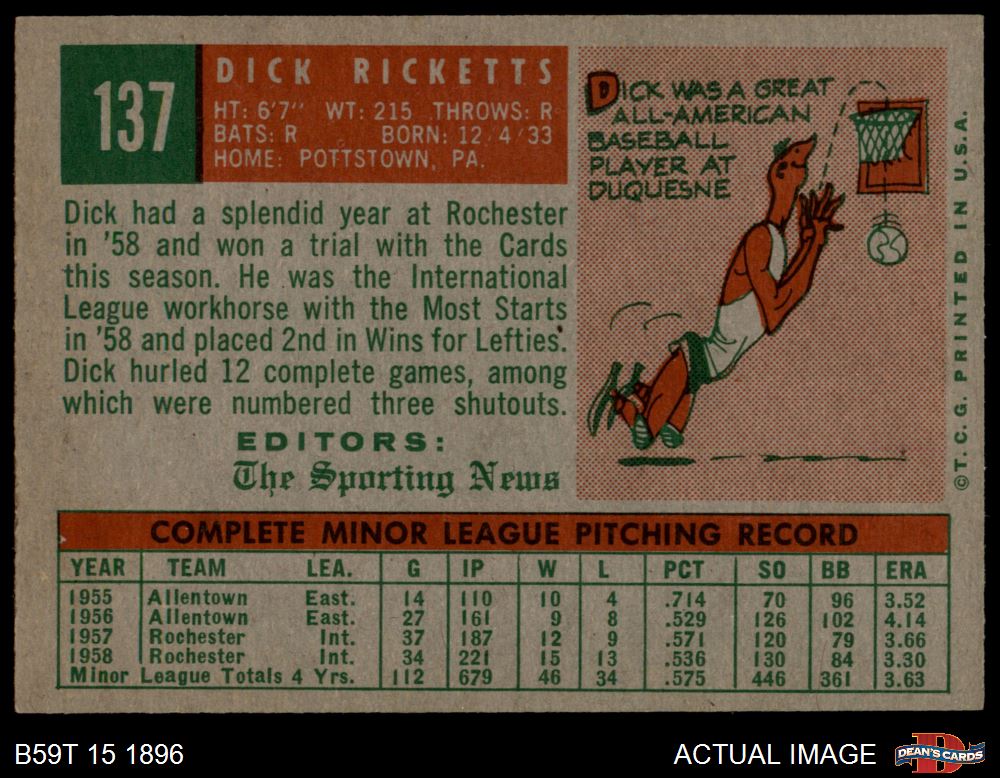 137
DICK RICKETTS
HT: 6'7" WT: 215 THROWS: R
BATS: R BORN: 12/4/33
HOME: POTTSTOWN, PA.
Dick had a splendid year at Rochester
in '58 and won a trial with the Cards
this season. He was the International
League workhorse with the Most Starts
in '58 and placed 2nd in Wins for Lefties.
Dick hurled 12 complete games, among
which were numbered three shutouts.
EDITORS:
The Sporting News
DICK WAS A GREAT
ALL-AMERICAN
BASEBALL
PLAYER AT
DUQUESNE
©T.C.G. PRINTED IN U.S.A.
COMPLETE MINOR LEAGUE PITCHING RECORD
YEAR TEAM LEA. G IP W L PCT SO BB ERA
1955 Allentown East. 14 110 10 4 .714 70 96 3.52
1956 Allentown East. 27 161 9 8 .529 126 102 4.14
1957 Rochester Int. 37 187 12 9 .571 120 79 3.66
1958 Rochester Int. 34 221 15 13 .536 130 84 3.30
Minor League Totals 4 Yrs. 112 679 46 34 .575 446 361 3.63
B59T 15 1896
ACTUAL IMAGE
DEAN'S CARDS